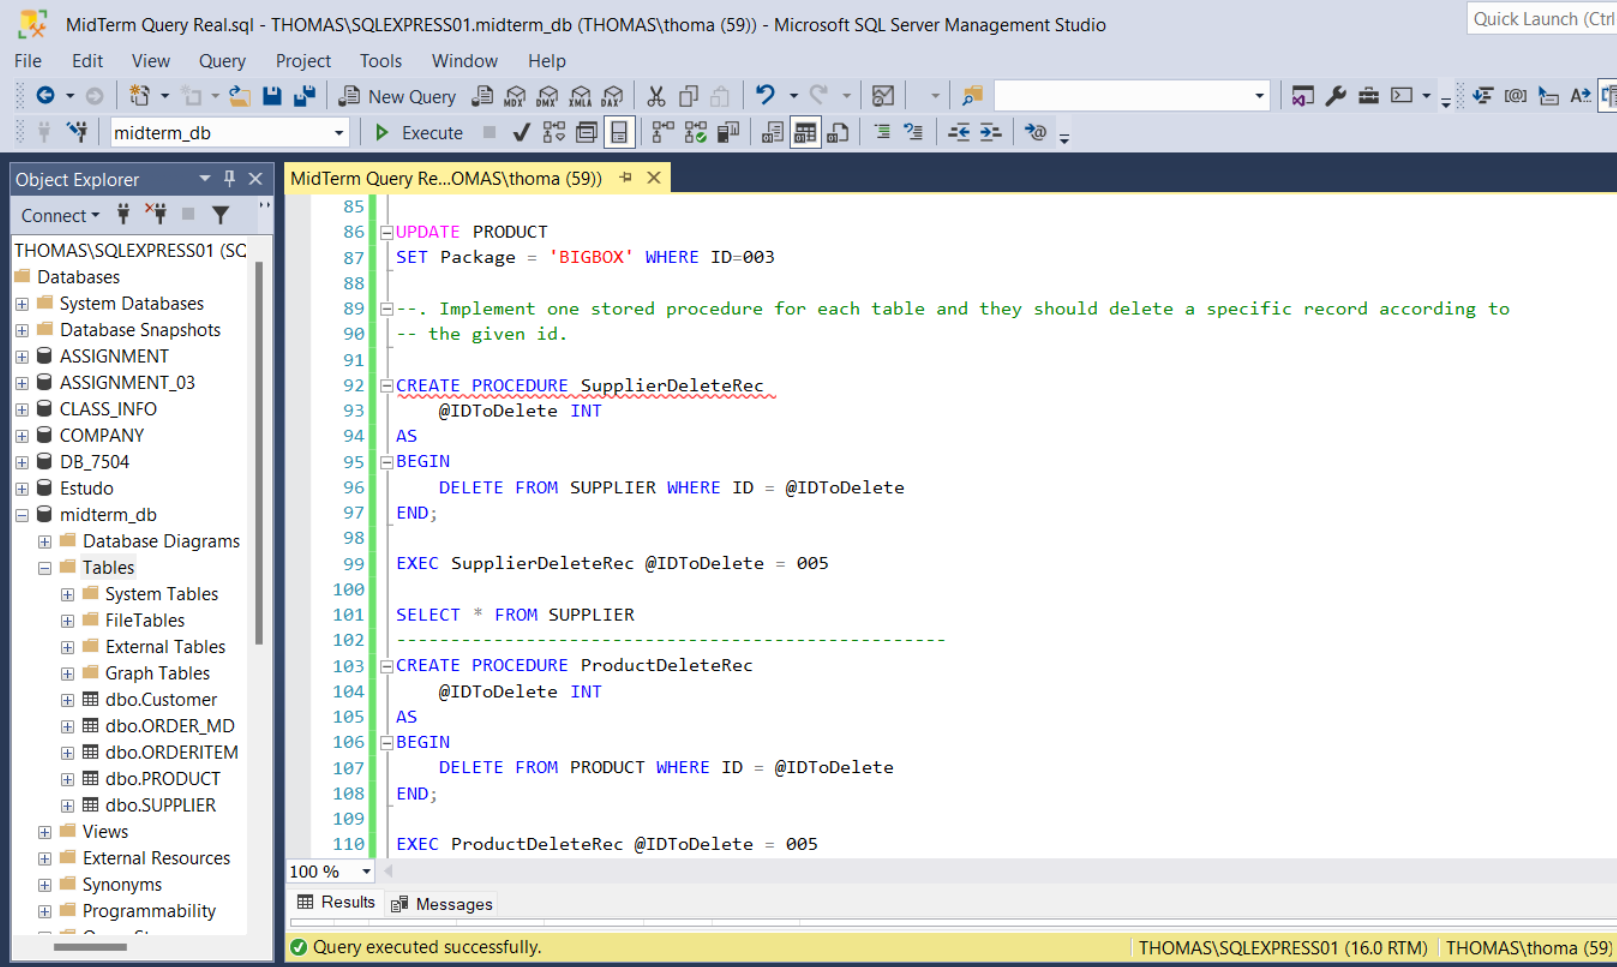 MidTerm Query Real.sql - THOMAS\SQLEXPRESS01.midterm_db (THOMAS\thoma (59)) - Microsoft SQL Server Management Studio
Quick Launch (Ctrl
File Edit View Query Project Tools Window Help
New Query MDX DMX XMLA DAX
midterm_db Execute
Object Explorer
MidTerm Query Re...OMAS\thoma (59))
Connect
THOMAS\SQLEXPRESS01 (SQ
Databases
System Databases
Database Snapshots
ASSIGNMENT
ASSIGNMENT_03
CLASS_INFO
COMPANY
DB_7504
Estudo
midterm_db
Database Diagrams
Tables
System Tables
FileTables
External Tables
Graph Tables
dbo.Customer
dbo.ORDER_MD
dbo.ORDERITEM
dbo.PRODUCT
dbo.SUPPLIER
Views
External Resources
Synonyms
Programmability
85
86 UPDATE PRODUCT
87 SET Package = 'BIGBOX' WHERE ID=003
88
89 --. Implement one stored procedure for each table and they should delete a specific record according to
90 -- the given id.
91
92 CREATE PROCEDURE SupplierDeleteRec
93 @IDToDelete INT
94 AS
95 BEGIN
96 DELETE FROM SUPPLIER WHERE ID = @IDToDelete
97 END;
98
99 EXEC SupplierDeleteRec @IDToDelete = 005
100
101 SELECT * FROM SUPPLIER
102 ---------------------------------------------------
103 CREATE PROCEDURE ProductDeleteRec
104 @IDToDelete INT
105 AS
106 BEGIN
107 DELETE FROM PRODUCT WHERE ID = @IDToDelete
108 END;
109
110 EXEC ProductDeleteRec @IDToDelete = 005
100 %
Results Messages
Query executed successfully.
THOMAS\SQLEXPRESS01 (16.0 RTM) THOMAS\thoma (59)